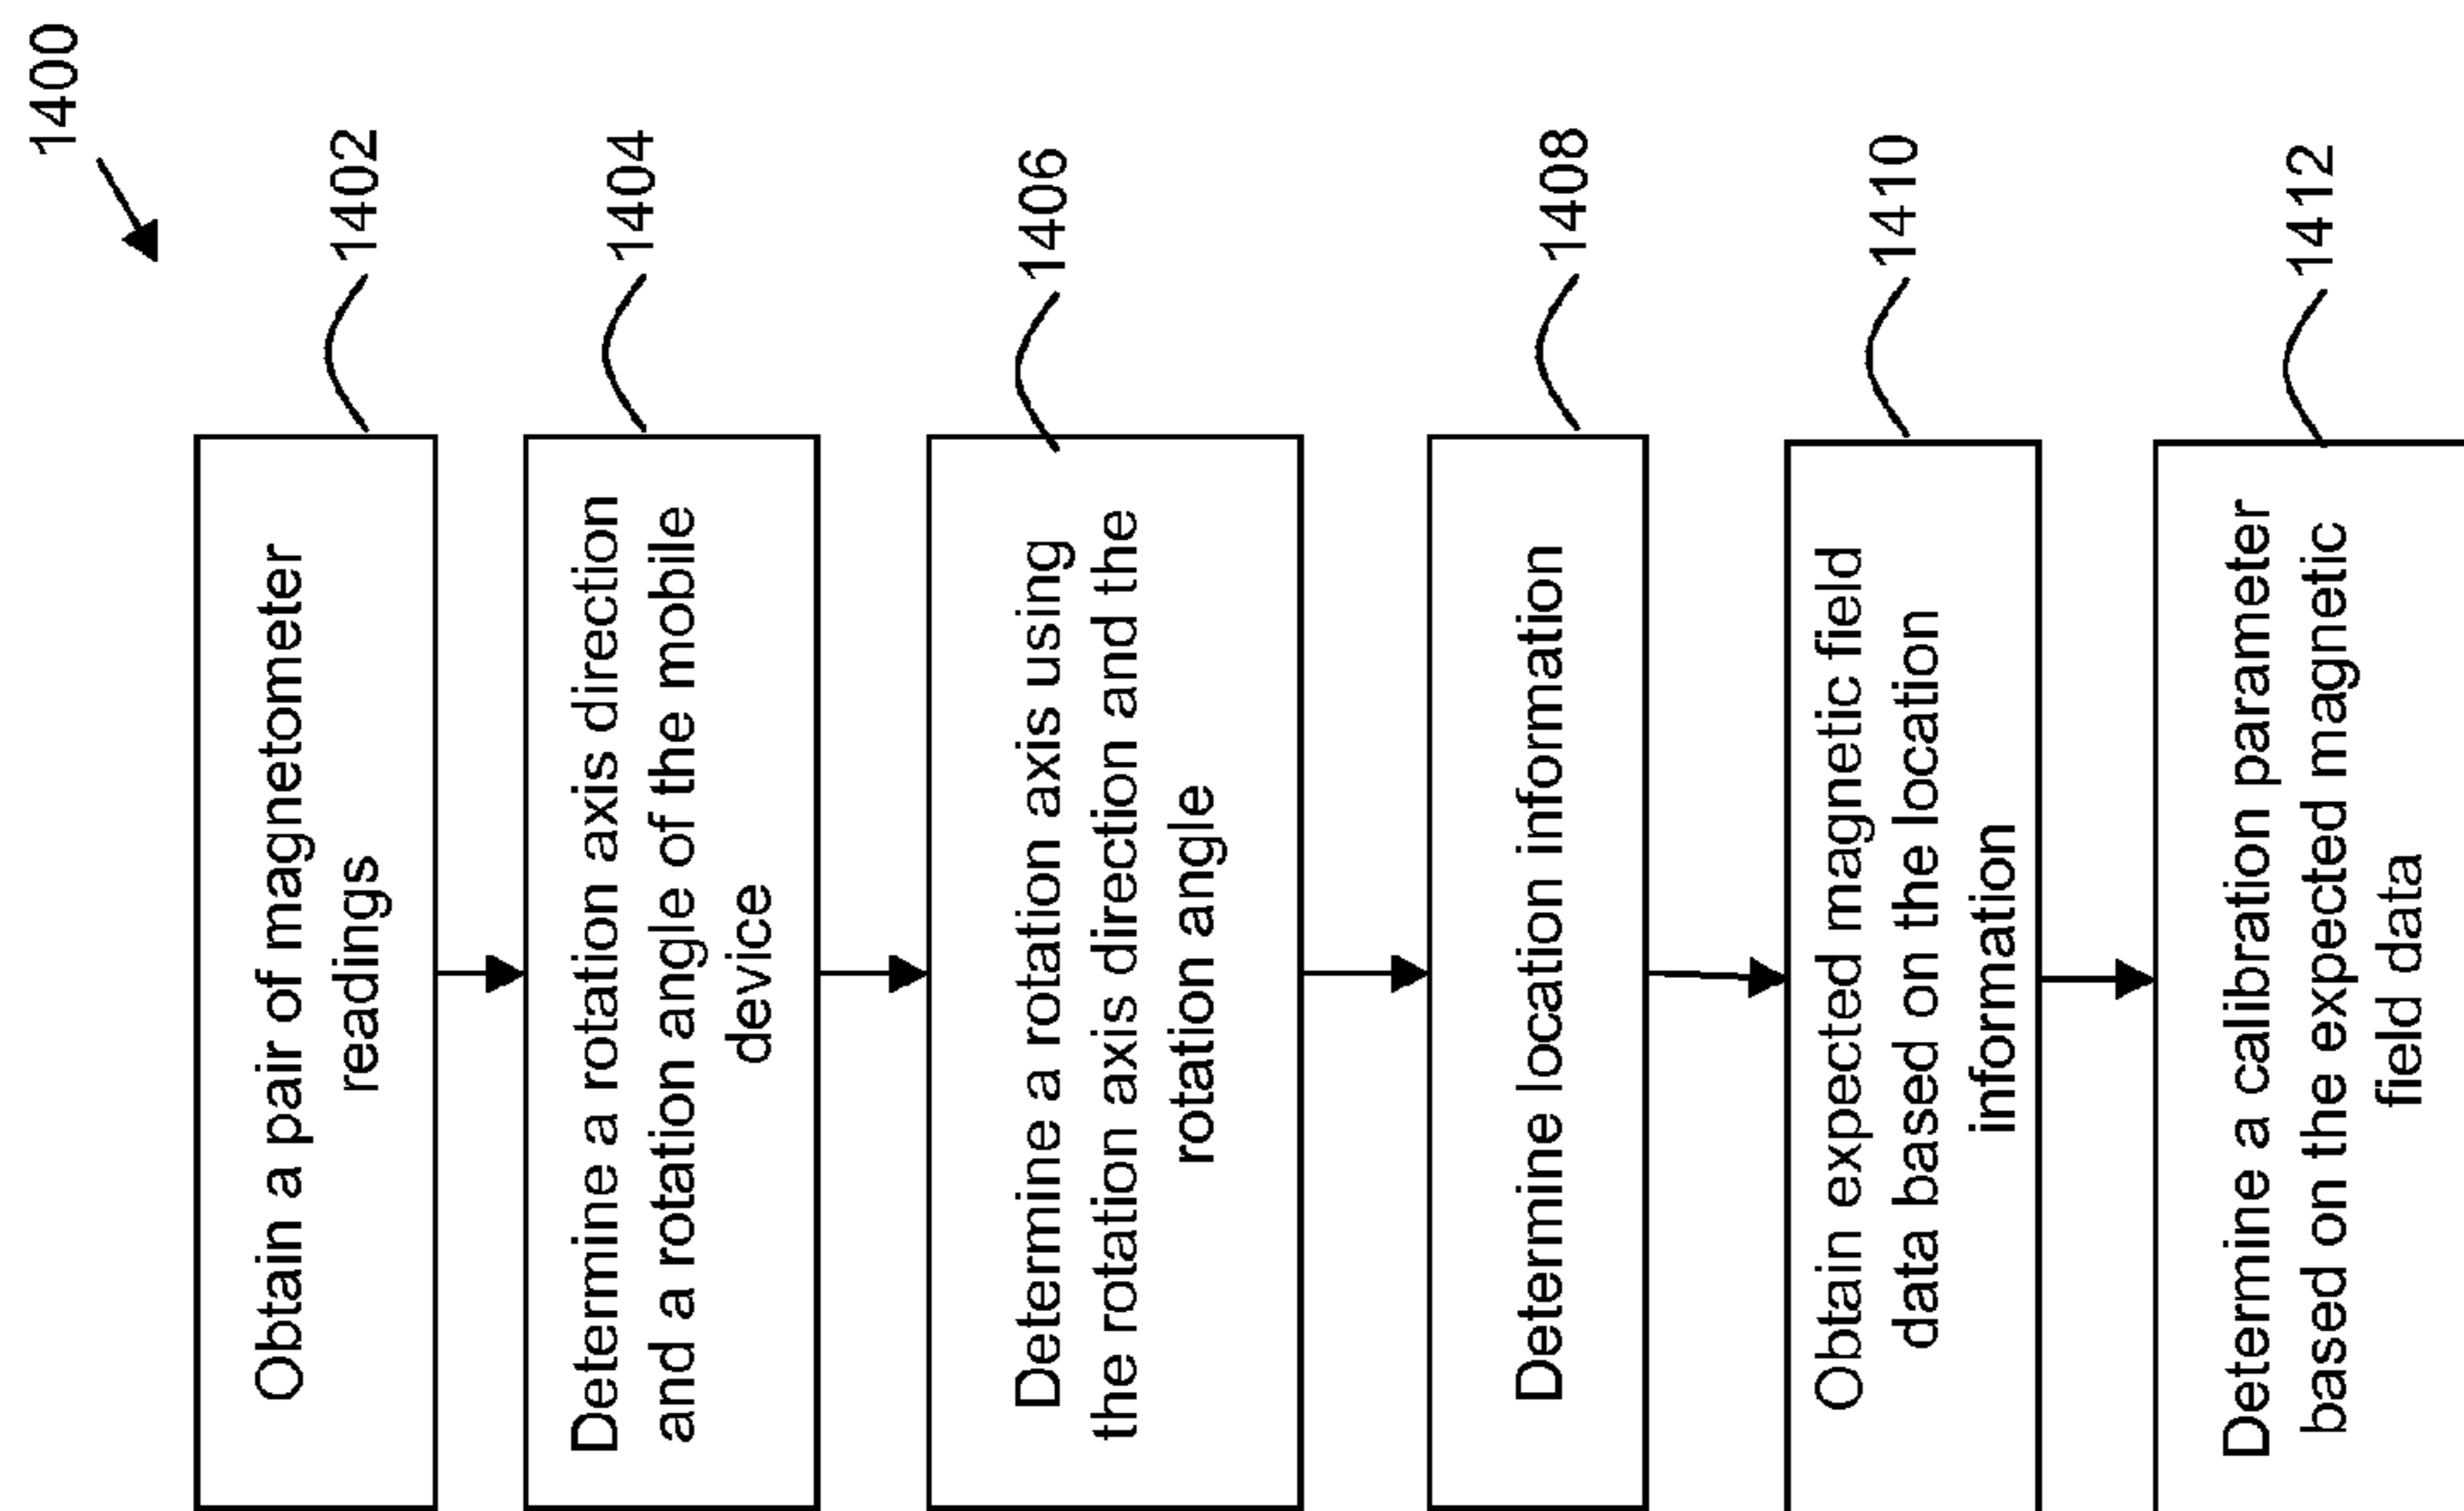 1400
Obtain a pair of magnetometer
readings
1402
Determine a rotation axis direction
and a rotation angle of the mobile
device
1404
Determine a rotation axis using
the rotation axis direction and the
rotation angle
1406
Determine location information
1408
Obtain expected magnetic field
data based on the location
information
1410
Determine a calibration parameter
based on the expected magnetic
field data
1412